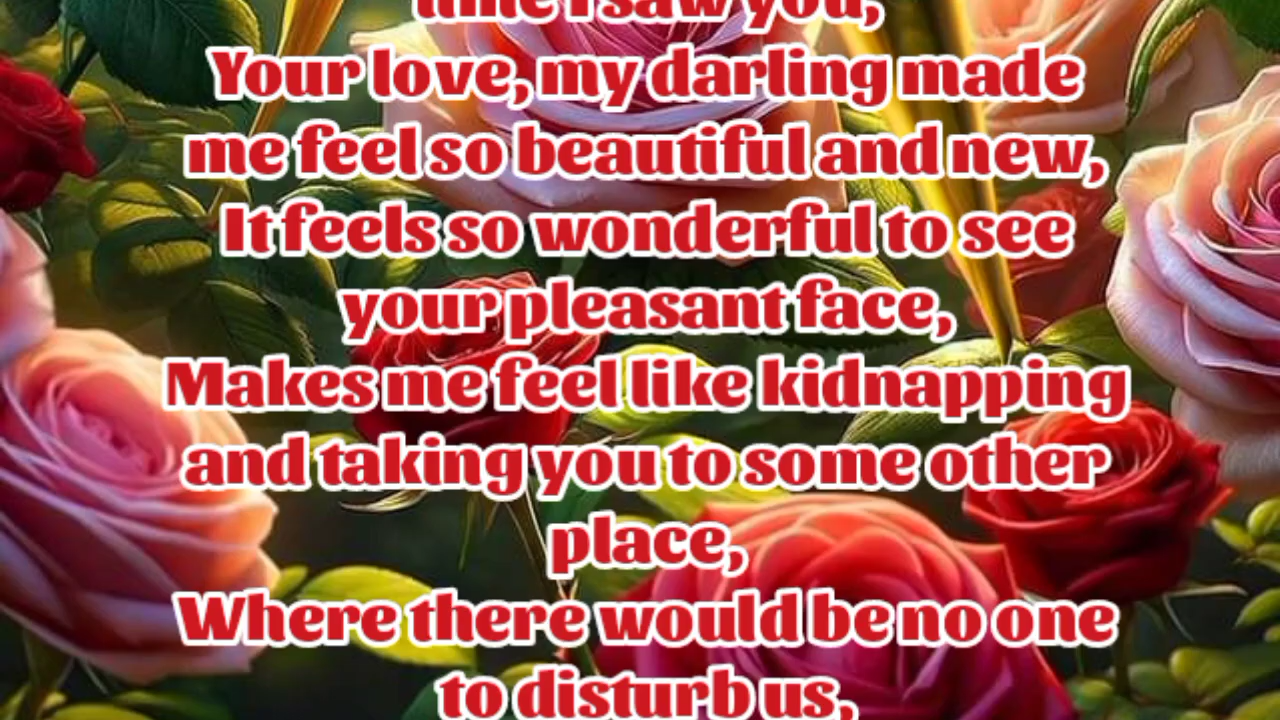 time I saw you,
Your love, my darling made
me feel so beautiful and new,
It feels so wonderful to see
your pleasant face,
Makes me feel like kidnapping
and taking you to some other
place,
Where there would be no one
to disturb us,